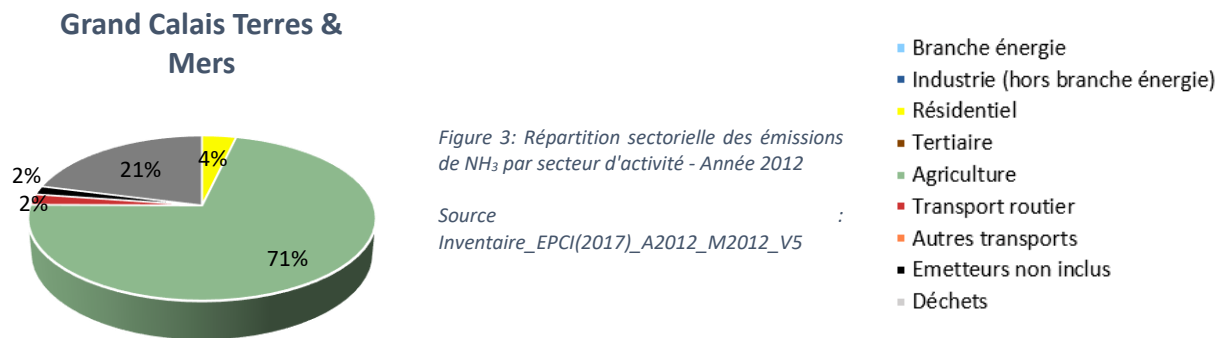 Grand Calais Terres &
Mers
4%
21%
2%
2%
71%
Figure 3: Répartition sectorielle des émissions
de NH₃ par secteur d'activité - Année 2012
Source :
Inventaire_EPCI(2017)_A2012_M2012_V5
Branche énergie
Industrie (hors branche énergie)
Résidentiel
Tertiaire
Agriculture
Transport routier
Autres transports
Emetteurs non inclus
Déchets